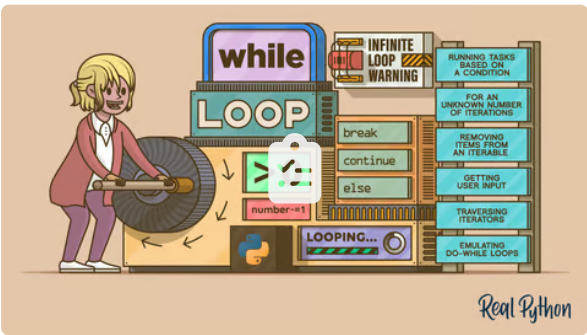 while
LOOP
INFINITE
LOOP
WARNING
break
continue
else
>
number-=1
LOOPING...
RUNNING TASKS
BASED ON
A CONDITION
FOR AN
UNKNOWN NUMBER
OF ITERATIONS
REMOVING
ITEMS FROM
AN ITERABLE
GETTING
USER INPUT
TRAVERSING
ITERATORS
EMULATING
DO-WHILE LOOPS
Real Python